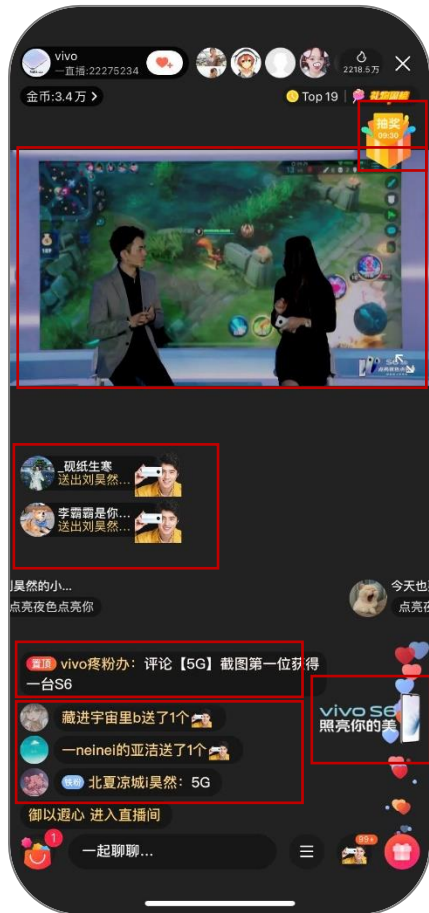 vivo
一直播:22275234
2218.5万
金币:3.4万
Top 19
抽奖
09:30
S6
_砚纸生寒
送出刘昊然...
李霸霸是你...
送出刘昊然...
昊然的小...
点亮夜色点亮你
今天也
点亮夜
置顶 vivo疼粉办: 评论【5G】截图第一位获得
一台S6
vivo S6
照亮你的美
藏进宇宙里b送了1个
一neinei的亚洁送了1个
铁粉 北夏凉城i昊然: 5G
御以遐心 进入直播间
1
一起聊聊...
99+